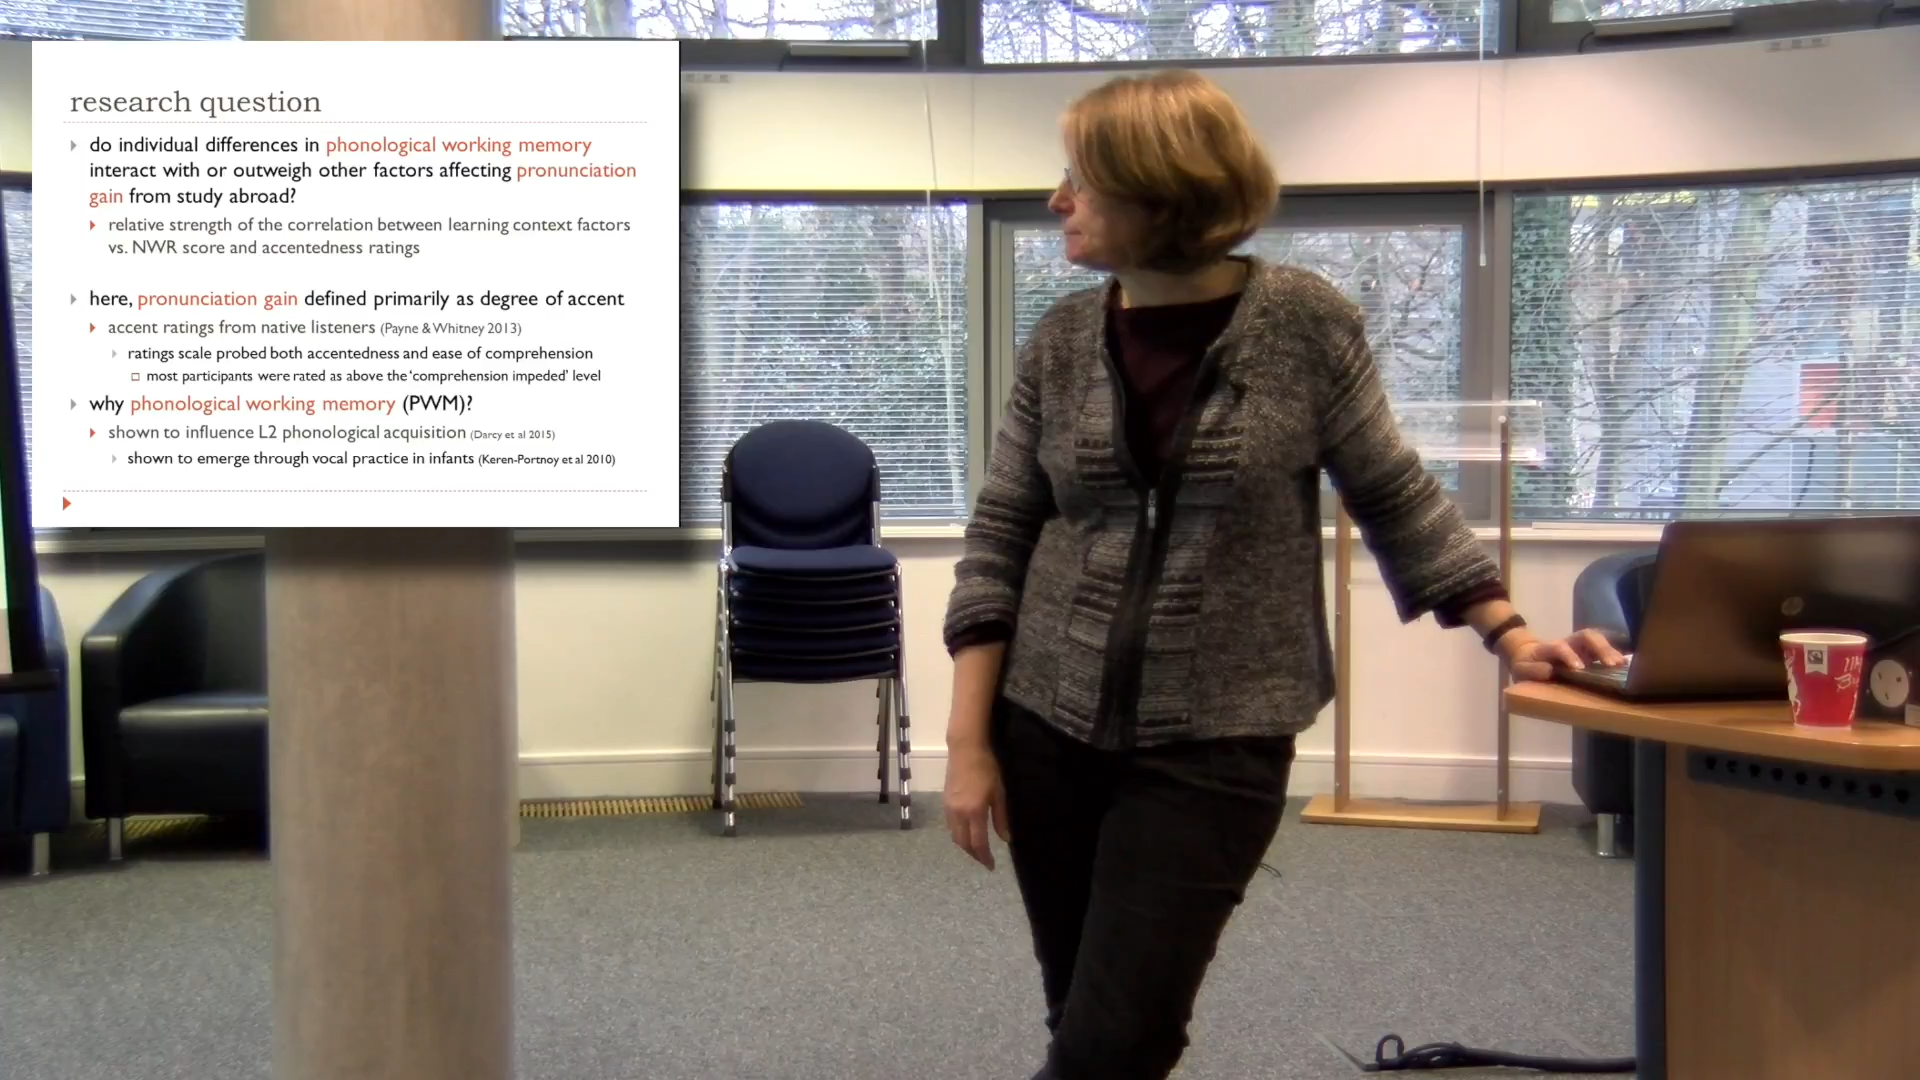 research question
do individual differences in phonological working memory
interact with or outweigh other factors affecting pronunciation
gain from study abroad?
relative strength of the correlation between learning context factors
vs. NWR score and accentedness ratings
here, pronunciation gain defined primarily as degree of accent
accent ratings from native listeners (Payne & Whitney 2013)
ratings scale probed both accentedness and ease of comprehension
most participants were rated as above the 'comprehension impeded' level
why phonological working memory (PWM)?
shown to influence L2 phonological acquisition (Darcy et al 2015)
shown to emerge through vocal practice in infants (Keren-Portnoy et al 2010)
hp